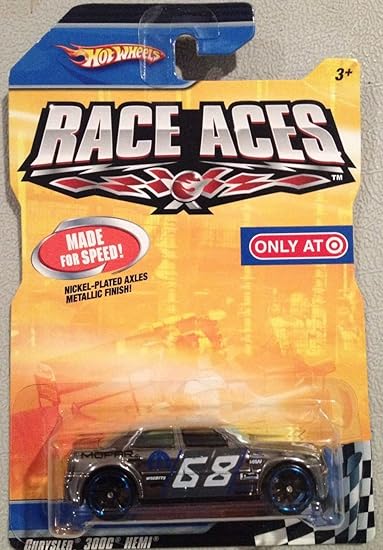 HOT WHEELS
3+
RACE ACES
TM
MADE
FOR SPEED!
NICKEL-PLATED AXLES
METALLIC FINISH!
ONLY AT
MOPAR
68
CHRYSLER 300C HEMI